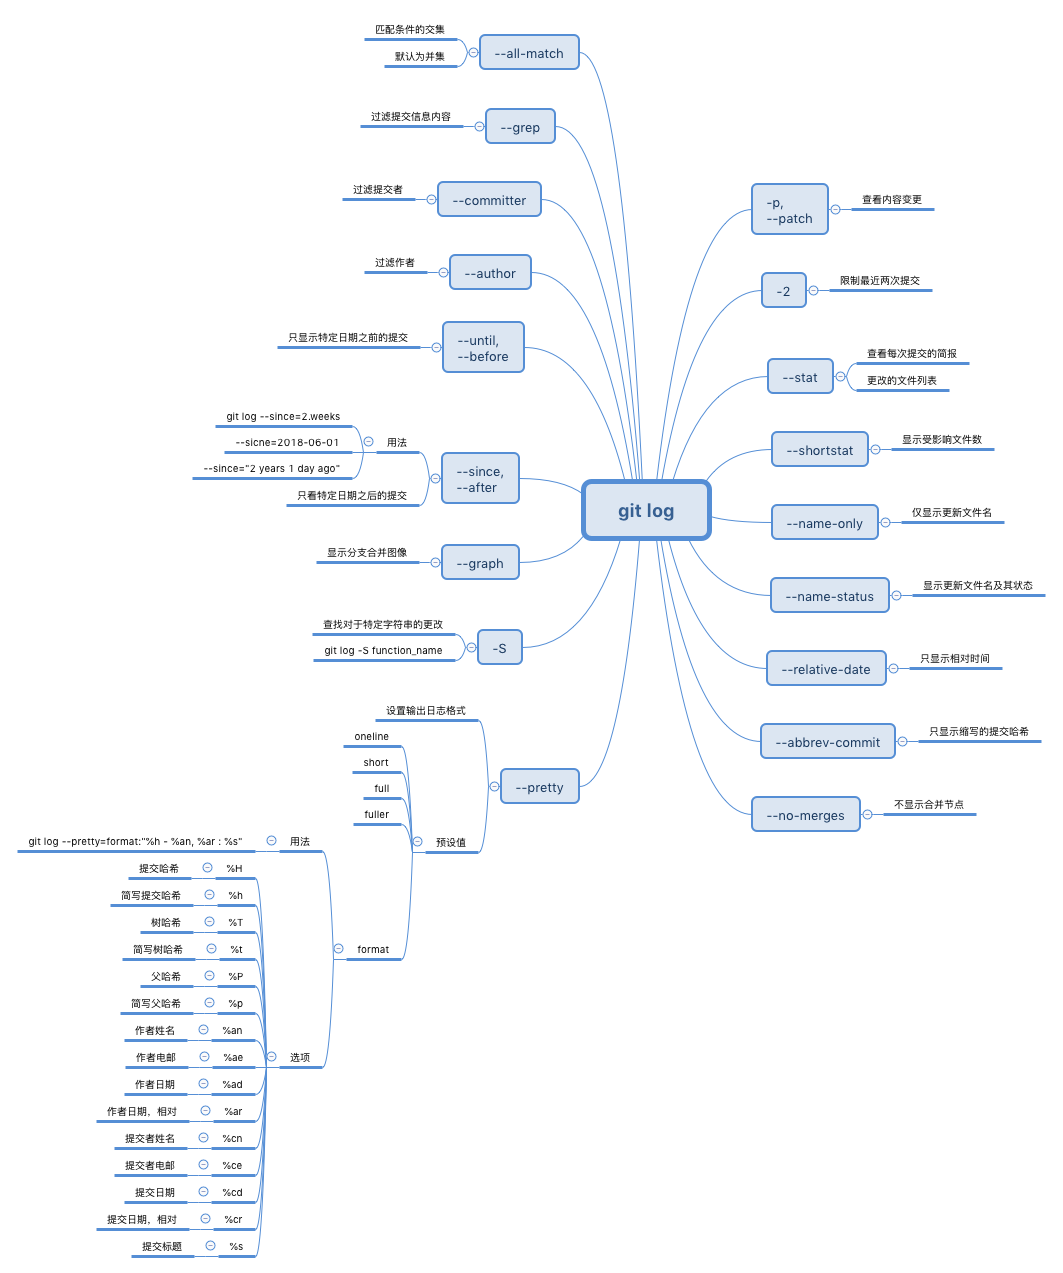 git log
-p,
--patch
查看内容变更
-2
限制最近两次提交
--stat
查看每次提交的简报
更改的文件列表
--shortstat
显示受影响文件数
--name-only
仅显示更新文件名
--name-status
显示更新文件名及其状态
--relative-date
只显示相对时间
--abbrev-commit
只显示缩写的提交哈希
--no-merges
不显示合并节点
--all-match
匹配条件的交集
默认为并集
--grep
过滤提交信息内容
--committer
过滤提交者
--author
过滤作者
--until,
--before
只显示特定日期之前的提交
--since,
--after
用法
git log --since=2.weeks
--sicne=2018-06-01
--since="2 years 1 day ago"
只看特定日期之后的提交
--graph
显示分支合并图像
-S
查找对于特定字符串的更改
git log -S function_name
--pretty
设置输出日志格式
预设值
oneline
short
full
fuller
format
用法
git log --pretty=format:"%h - %an, %ar : %s"
选项
%H
提交哈希
%h
简写提交哈希
%T
树哈希
%t
简写树哈希
%P
父哈希
%p
简写父哈希
%an
作者姓名
%ae
作者电邮
%ad
作者日期
%ar
作者日期，相对
%cn
提交者姓名
%ce
提交者电邮
%cd
提交日期
%cr
提交日期，相对
%s
提交标题